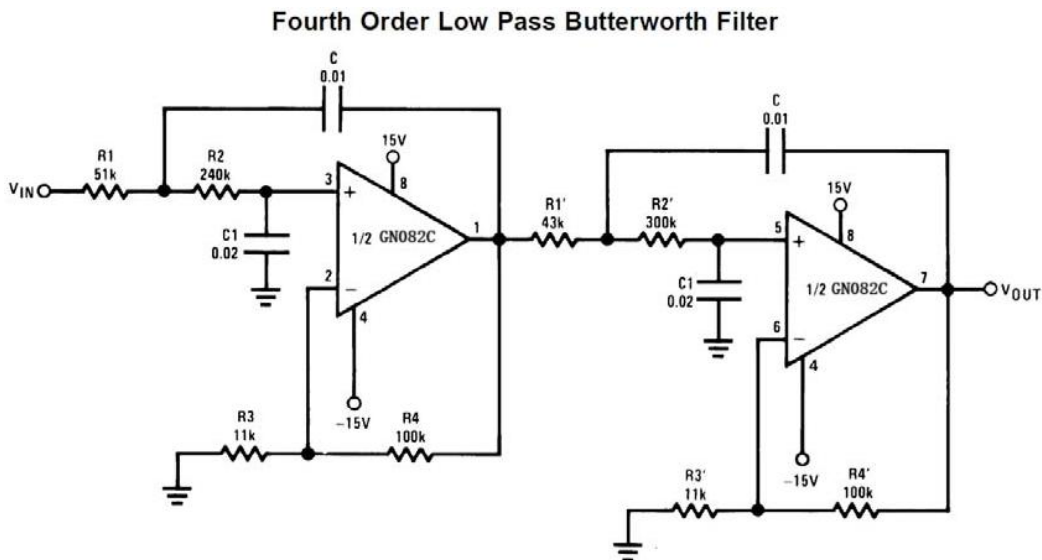 Fourth Order Low Pass Butterworth Filter
C
0.01
15V
R1
51k
R2
240k
VIN
3
+
8
C1
0.02
1/2 GN082C
1
2
−
4
−15V
R3
11k
R4
100k
C
0.01
15V
R1'
43k
R2'
300k
5
+
8
C1
0.02
1/2 GN082C
7
VOUT
6
−
4
−15V
R3'
11k
R4'
100k